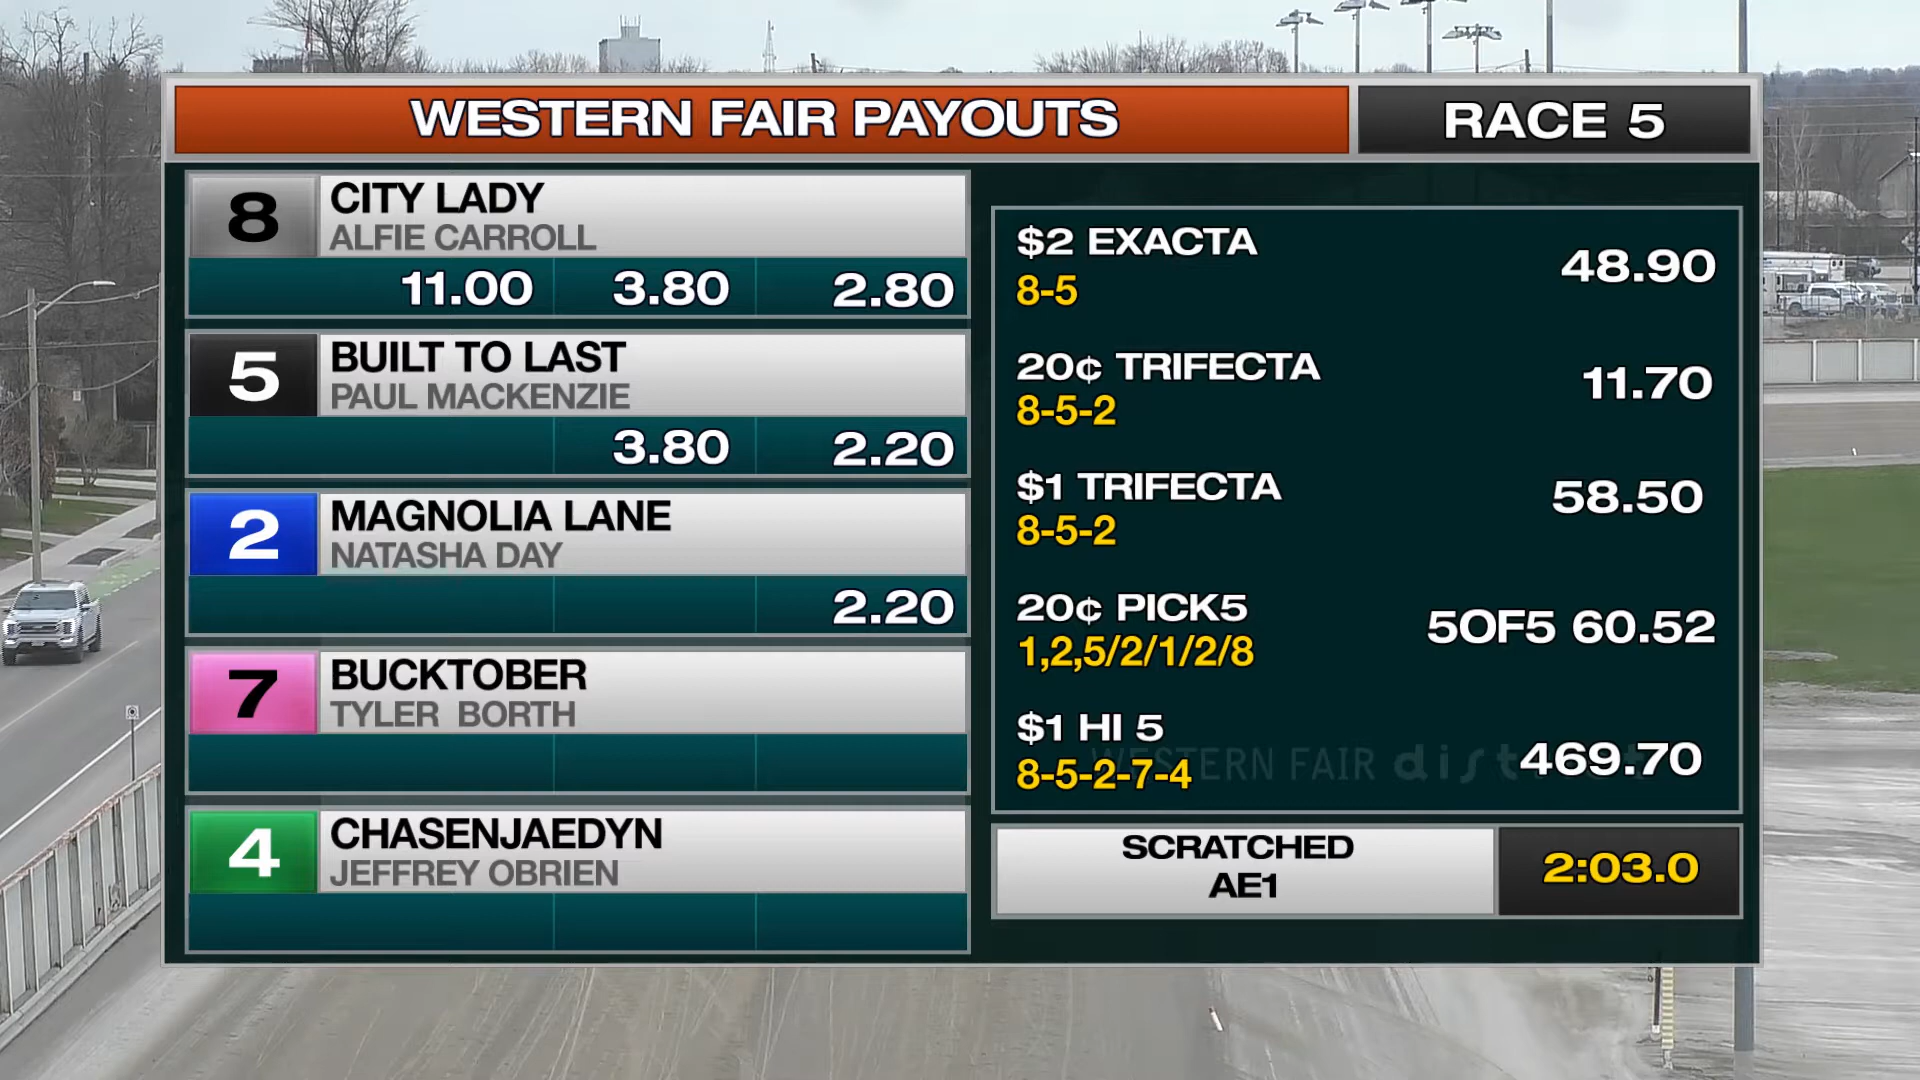 WESTERN FAIR PAYOUTS
RACE 5
8
CITY LADY
ALFIE CARROLL
11.00 3.80 2.80
5
BUILT TO LAST
PAUL MACKENZIE
3.80 2.20
2
MAGNOLIA LANE
NATASHA DAY
2.20
7
BUCKTOBER
TYLER BORTH
4
CHASENJAEDYN
JEFFREY OBRIEN
$2 EXACTA
8-5
48.90
20¢ TRIFECTA
8-5-2
11.70
$1 TRIFECTA
8-5-2
58.50
20¢ PICK5
1,2,5/2/1/2/8
5OF5 60.52
$1 HI 5
8-5-2-7-4
469.70
WESTERN FAIR district
SCRATCHED
AE1
2:03.0